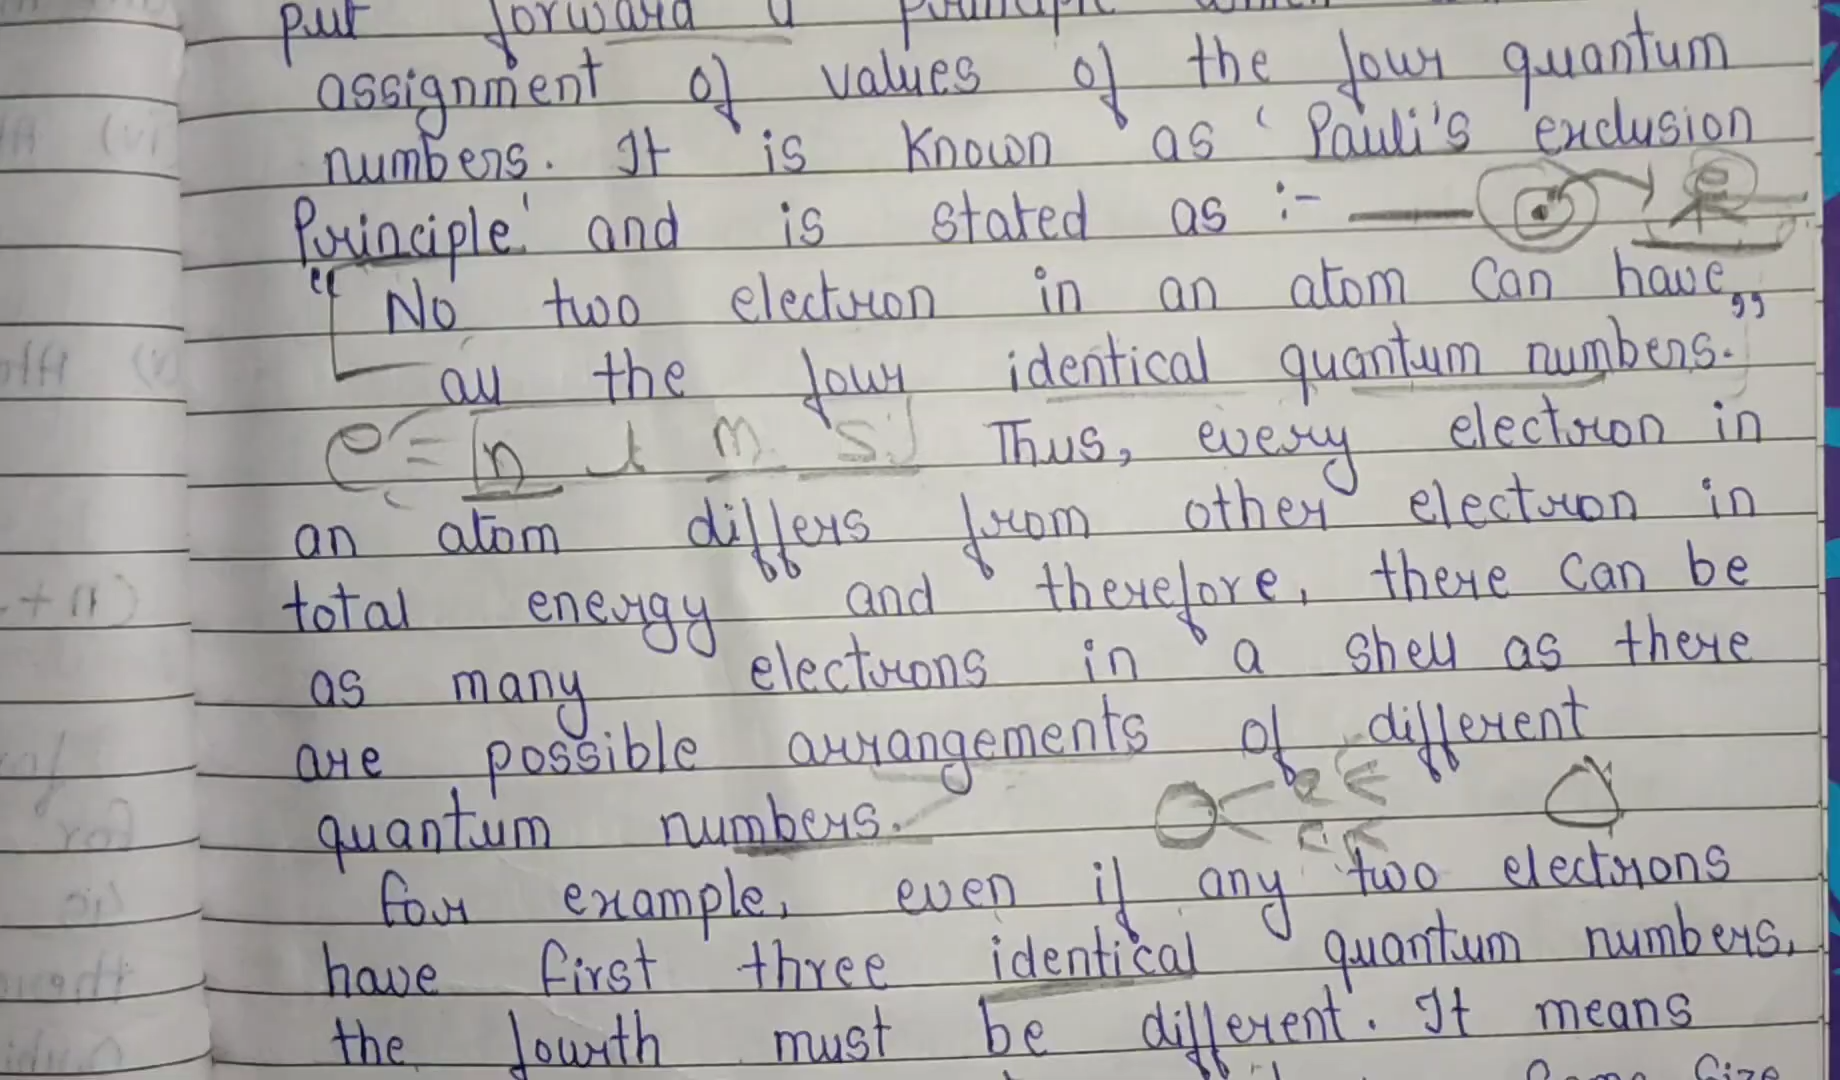 put forward a principle which
assignment of values of the four quantum
numbers. It is known as 'Pauli's exclusion
Principle' and is stated as :-
"No two electron in an atom can have
all the four identical quantum numbers."
e = n l m s Thus, every electron in
an atom differs from other electron in
total energy and therefore, there can be
as many electrons in a shell as there
are possible arrangements of different
quantum numbers.
for example, even if any two electrons
have first three identical quantum numbers,
the fourth must be different. It means
Size